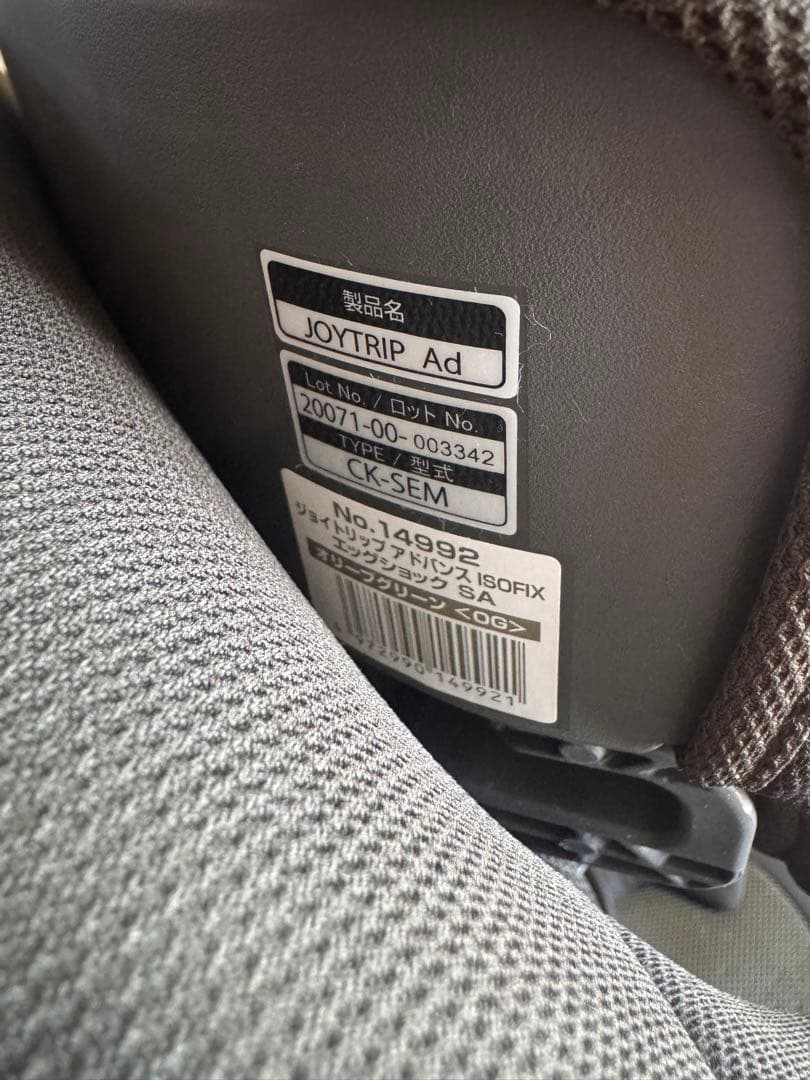 製品名
JOYTRIP Ad
Lot No. / ロット No.
20071-00-003342
TYPE / 型式
CK-SEM
No.14992
ジョイトリップ アドバンス ISOFIX
エッグショック SA
オリーブグリーン <OG>
972990 149921